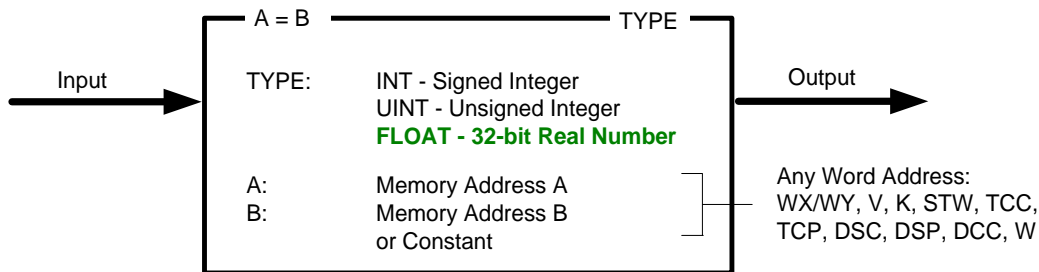 A = B TYPE
Input
TYPE: INT - Signed Integer
UINT - Unsigned Integer
FLOAT - 32-bit Real Number
A: Memory Address A
B: Memory Address B
or Constant
Output
Any Word Address:
WX/WY, V, K, STW, TCC,
TCP, DSC, DSP, DCC, W